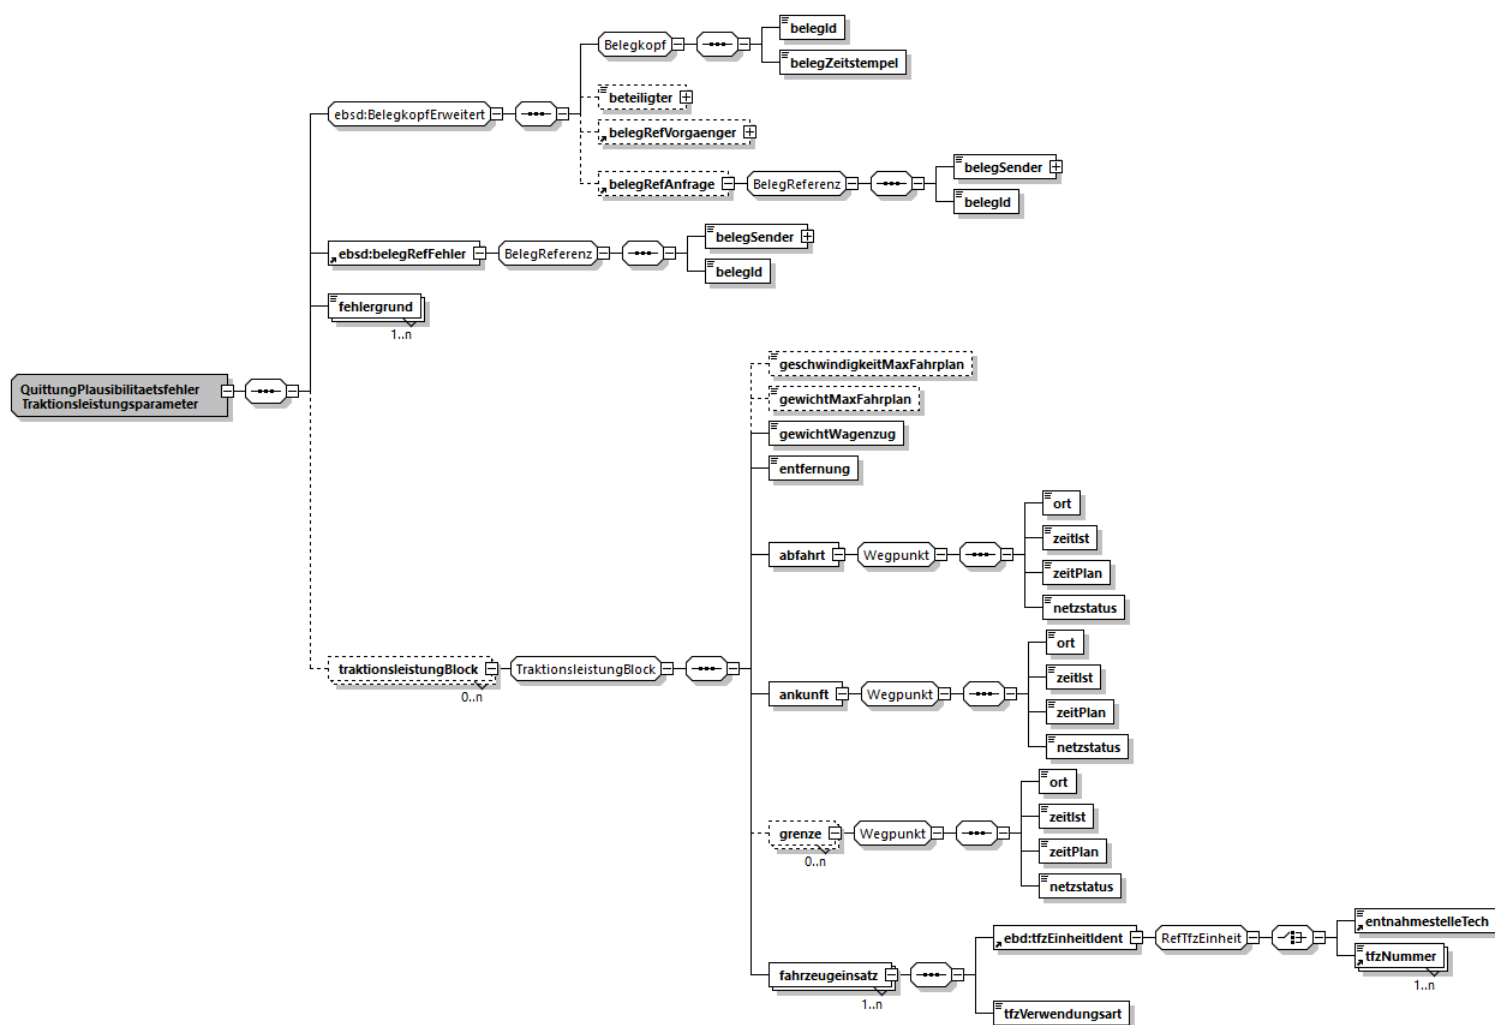 Belegkopf
belegId
belegZeitstempel
ebsd:BelegkopfErweitert
beteiligter
belegRefVorgaenger
belegRefAnfrage
BelegReferenz
belegSender
belegId
ebsd:belegRefFehler
BelegReferenz
belegSender
belegId
fehlergrund
1..n
QuittungPlausibilitaetsfehler
Traktionsleistungsparameter
geschwindigkeitMaxFahrplan
gewichtMaxFahrplan
gewichtWagenzug
entfernung
abfahrt
Wegpunkt
ort
zeitIst
zeitPlan
netzstatus
traktionsleistungBlock
0..n
TraktionsleistungBlock
ankunft
Wegpunkt
ort
zeitIst
zeitPlan
netzstatus
grenze
0..n
Wegpunkt
ort
zeitIst
zeitPlan
netzstatus
fahrzeugeinsatz
1..n
ebd:tfzEinheitIdent
RefTfzEinheit
entnahmestelleTech
tfzNummer
1..n
tfzVerwendungsart